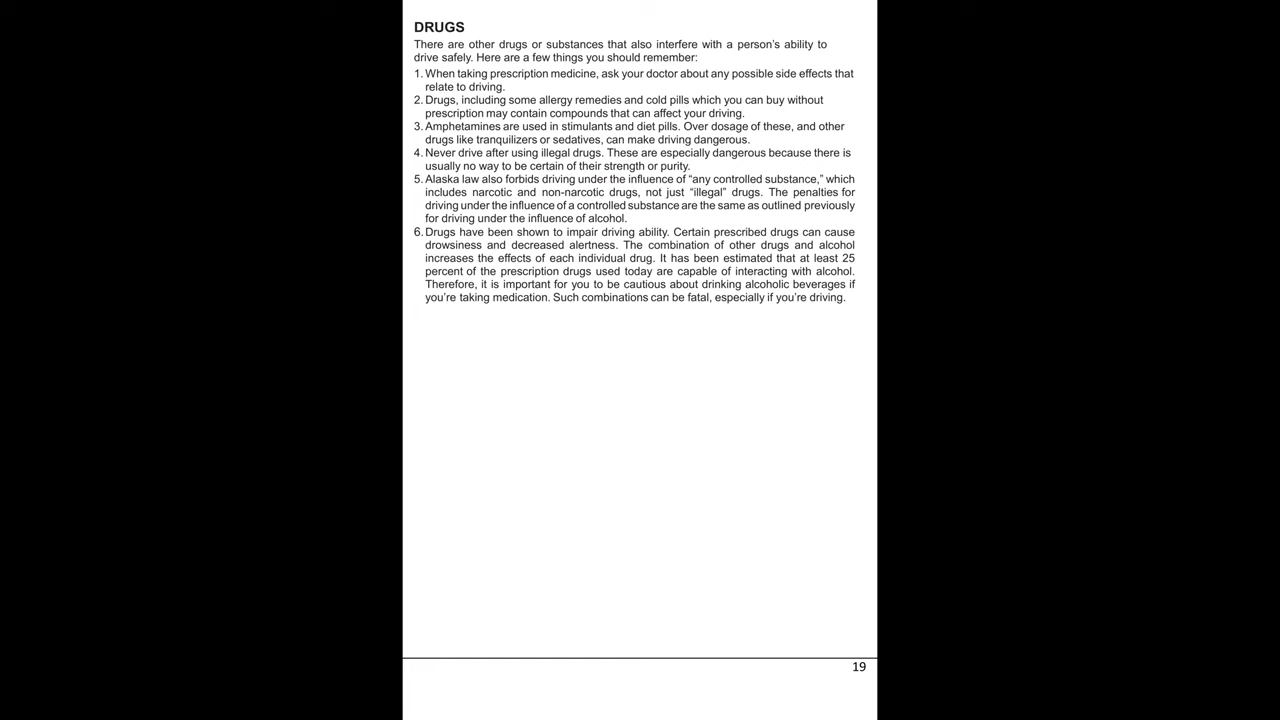 DRUGS
There are other drugs or substances that also interfere with a person’s ability to
drive safely. Here are a few things you should remember:
1. When taking prescription medicine, ask your doctor about any possible side effects that
relate to driving.
2. Drugs, including some allergy remedies and cold pills which you can buy without
prescription may contain compounds that can affect your driving.
3. Amphetamines are used in stimulants and diet pills. Over dosage of these, and other
drugs like tranquilizers or sedatives, can make driving dangerous.
4. Never drive after using illegal drugs. These are especially dangerous because there is
usually no way to be certain of their strength or purity.
5. Alaska law also forbids driving under the influence of “any controlled substance,” which
includes narcotic and non-narcotic drugs, not just “illegal” drugs. The penalties for
driving under the influence of a controlled substance are the same as outlined previously
for driving under the influence of alcohol.
6. Drugs have been shown to impair driving ability. Certain prescribed drugs can cause
drowsiness and decreased alertness. The combination of other drugs and alcohol
increases the effects of each individual drug. It has been estimated that at least 25
percent of the prescription drugs used today are capable of interacting with alcohol.
Therefore, it is important for you to be cautious about drinking alcoholic beverages if
you’re taking medication. Such combinations can be fatal, especially if you’re driving.
19